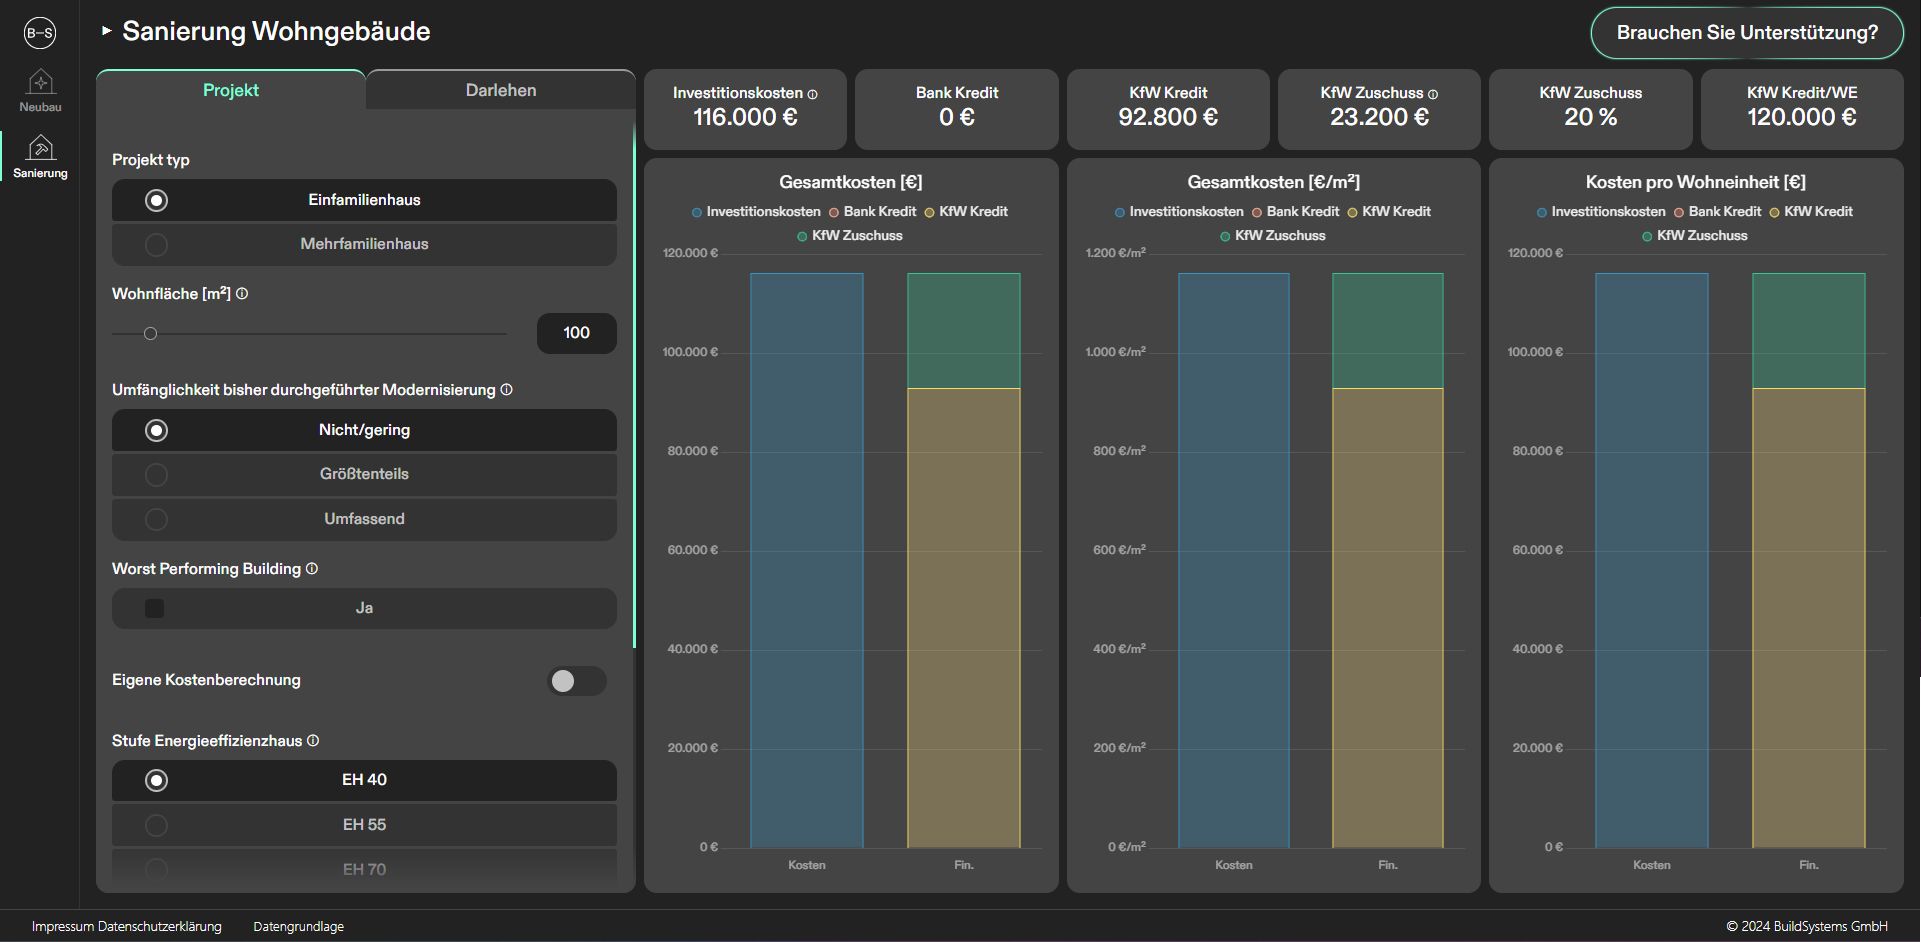 B–S
Neubau
Sanierung
Sanierung Wohngebäude
Brauchen Sie Unterstützung?
Projekt
Darlehen
Projekt typ
Einfamilienhaus
Mehrfamilienhaus
Wohnfläche [m²]
100
Umfänglichkeit bisher durchgeführter Modernisierung
Nicht/gering
Größtenteils
Umfassend
Worst Performing Building
Ja
Eigene Kostenberechnung
Stufe Energieeffizienzhaus
EH 40
EH 55
EH 70
Investitionskosten
116.000 €
Bank Kredit
0 €
KfW Kredit
92.800 €
KfW Zuschuss
23.200 €
KfW Zuschuss
20 %
KfW Kredit/WE
120.000 €
Gesamtkosten [€]
Investitionskosten Bank Kredit KfW Kredit
KfW Zuschuss
120.000 €
100.000 €
80.000 €
60.000 €
40.000 €
20.000 €
0 €
Kosten Fin.
Gesamtkosten [€/m²]
Investitionskosten Bank Kredit KfW Kredit
KfW Zuschuss
1.200 €/m²
1.000 €/m²
800 €/m²
600 €/m²
400 €/m²
200 €/m²
0 €/m²
Kosten Fin.
Kosten pro Wohneinheit [€]
Investitionskosten Bank Kredit KfW Kredit
KfW Zuschuss
120.000 €
100.000 €
80.000 €
60.000 €
40.000 €
20.000 €
0 €
Kosten Fin.
Impressum Datenschutzerklärung Datengrundlage
© 2024 BuildSystems GmbH